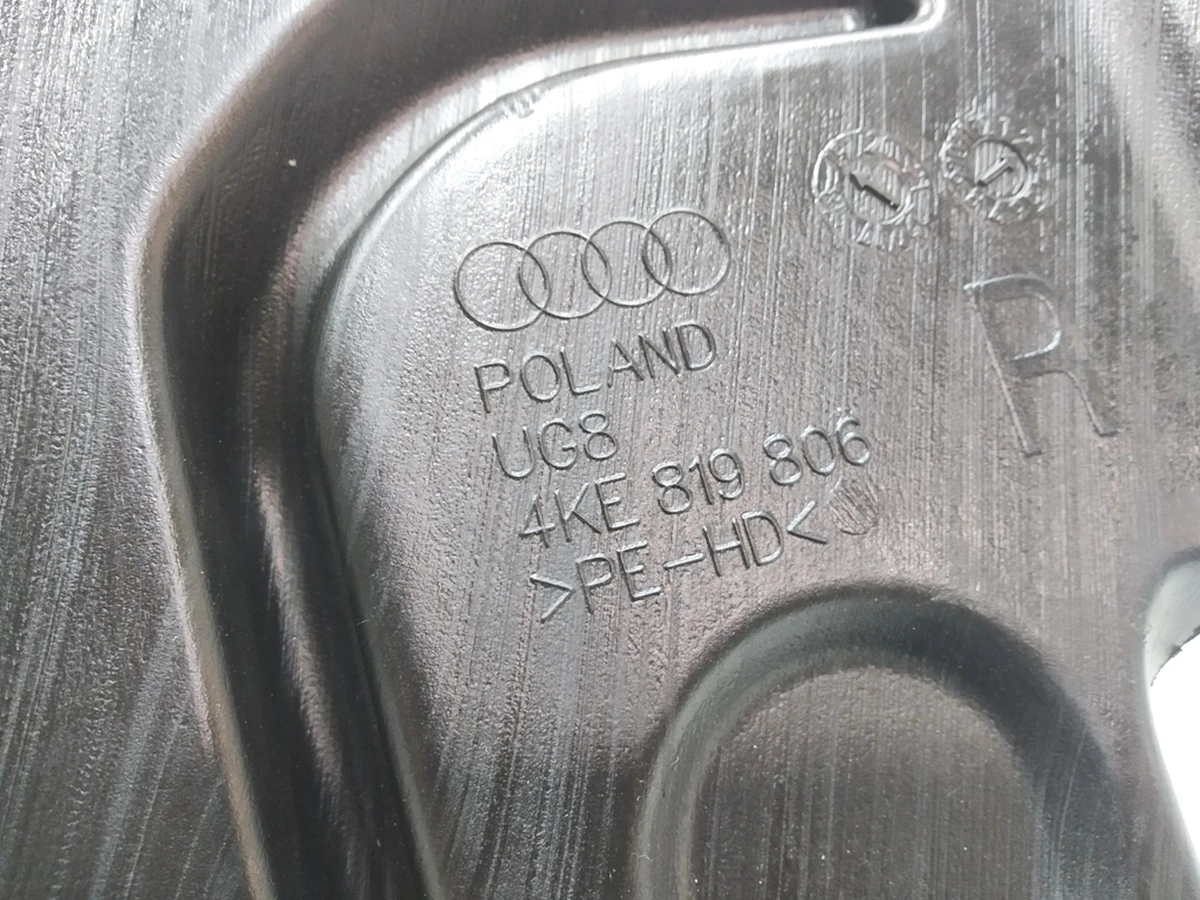 POLAND
UG8
4KE 819 806
>PE-HD<
R